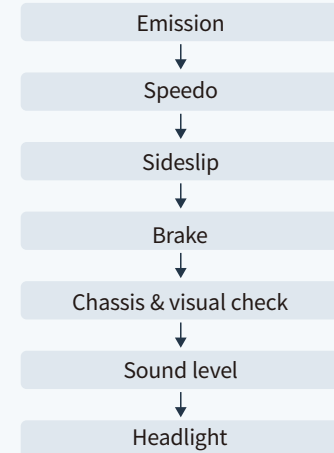 Emission
Speedo
Sideslip
Brake
Chassis & visual check
Sound level
Headlight